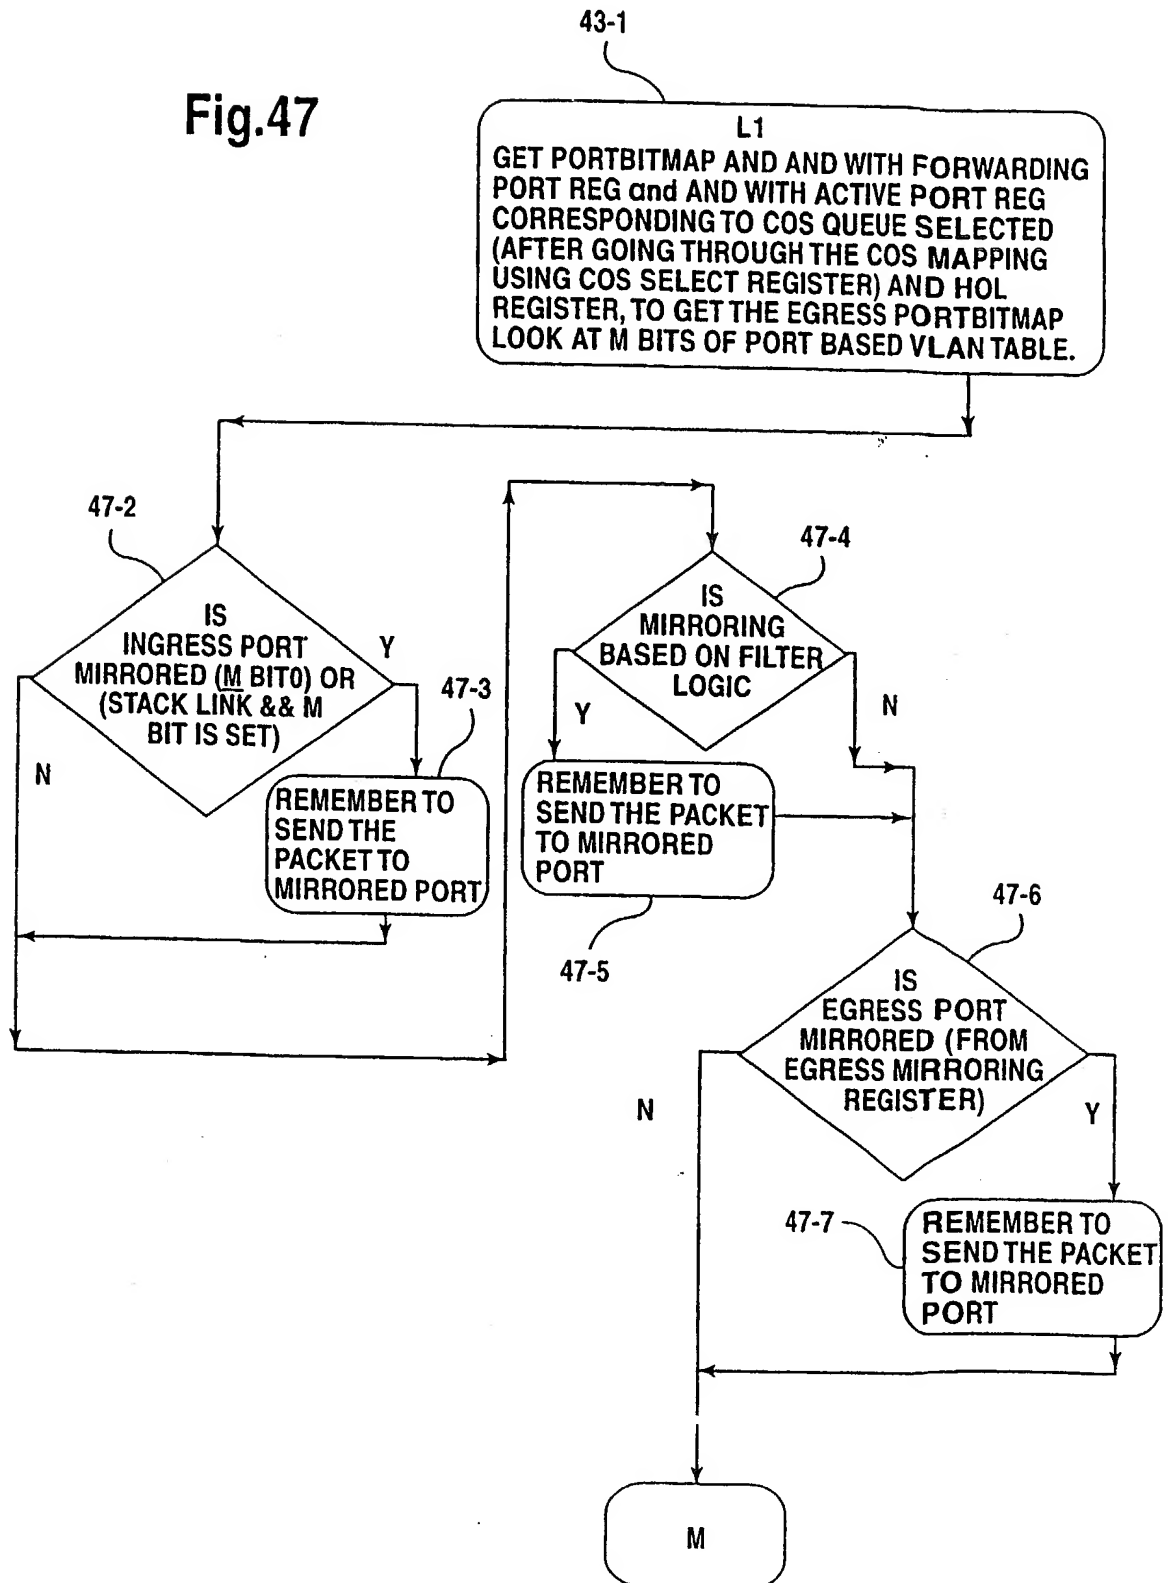 43-1
Fig.47
L1
GET PORTBITMAP AND AND WITH FORWARDING
PORT REG and AND WITH ACTIVE PORT REG
CORRESPONDING TO COS QUEUE SELECTED
(AFTER GOING THROUGH THE COS MAPPING
USING COS SELECT REGISTER) AND HOL
REGISTER, TO GET THE EGRESS PORTBITMAP
LOOK AT M BITS OF PORT BASED VLAN TABLE.
47-2
IS
INGRESS PORT
MIRRORED (M BIT0) OR
(STACK LINK && M
BIT IS SET)
Y
N
47-3
REMEMBER TO
SEND THE
PACKET TO
MIRRORED PORT
47-4
IS
MIRRORING
BASED ON FILTER
LOGIC
Y
N
REMEMBER TO
SEND THE PACKET
TO MIRRORED
PORT
47-5
47-6
IS
EGRESS PORT
MIRRORED (FROM
EGRESS MIRRORING
REGISTER)
N
Y
47-7
REMEMBER TO
SEND THE PACKET
TO MIRRORED
PORT
M